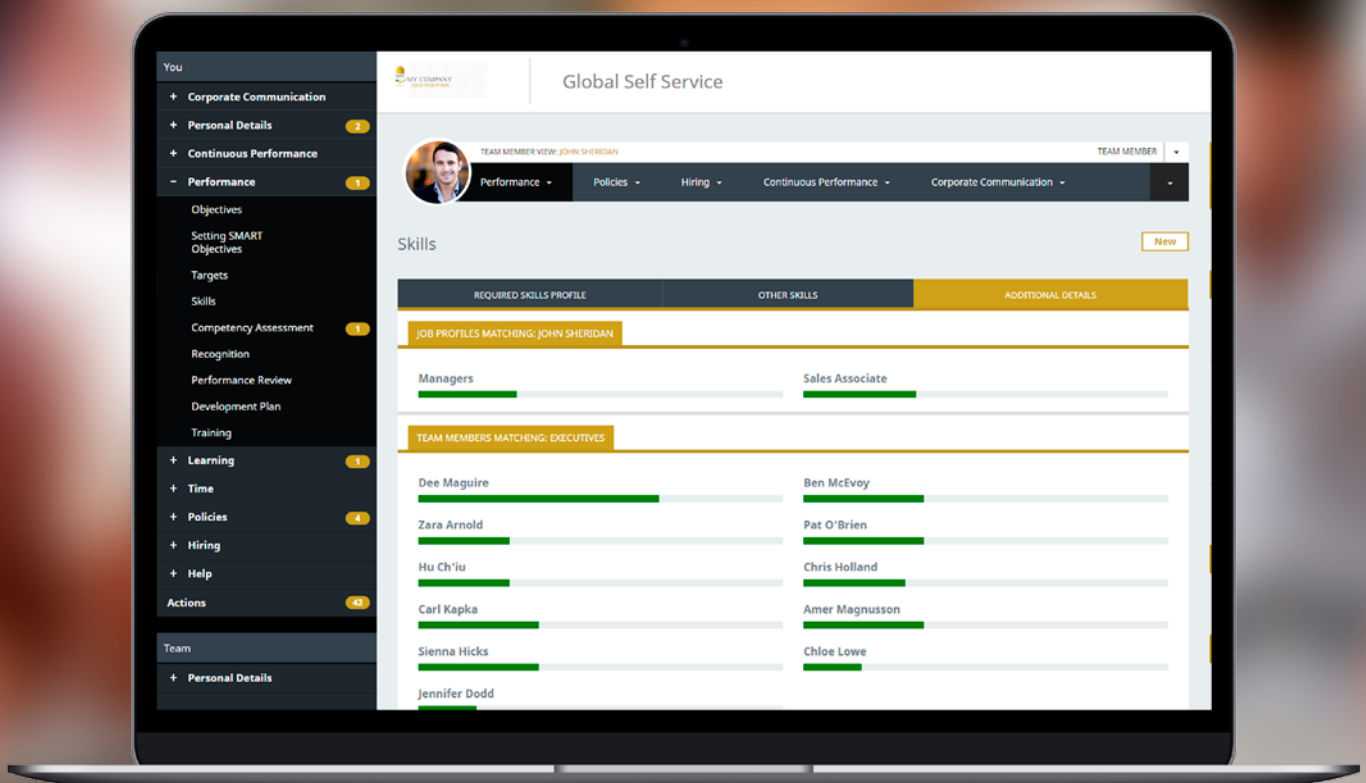 You
+ Corporate Communication
+ Personal Details 2
+ Continuous Performance
− Performance 1
Objectives
Setting SMART
Objectives
Targets
Skills
Competency Assessment 1
Recognition
Performance Review
Development Plan
Training
+ Learning 1
+ Time
+ Policies 4
+ Hiring
+ Help
Actions 42
Team
+ Personal Details
MY COMPANY
Global Self Service
TEAM MEMBER VIEW: JOHN SHERIDAN
TEAM MEMBER
Performance Policies Hiring Continuous Performance Corporate Communication
Skills
New
REQUIRED SKILLS PROFILE OTHER SKILLS ADDITIONAL DETAILS
JOB PROFILES MATCHING: JOHN SHERIDAN
Managers Sales Associate
TEAM MEMBERS MATCHING: EXECUTIVES
Dee Maguire Ben McEvoy
Zara Arnold Pat O'Brien
Hu Ch'iu Chris Holland
Carl Kapka Amer Magnusson
Sienna Hicks Chloe Lowe
Jennifer Dodd